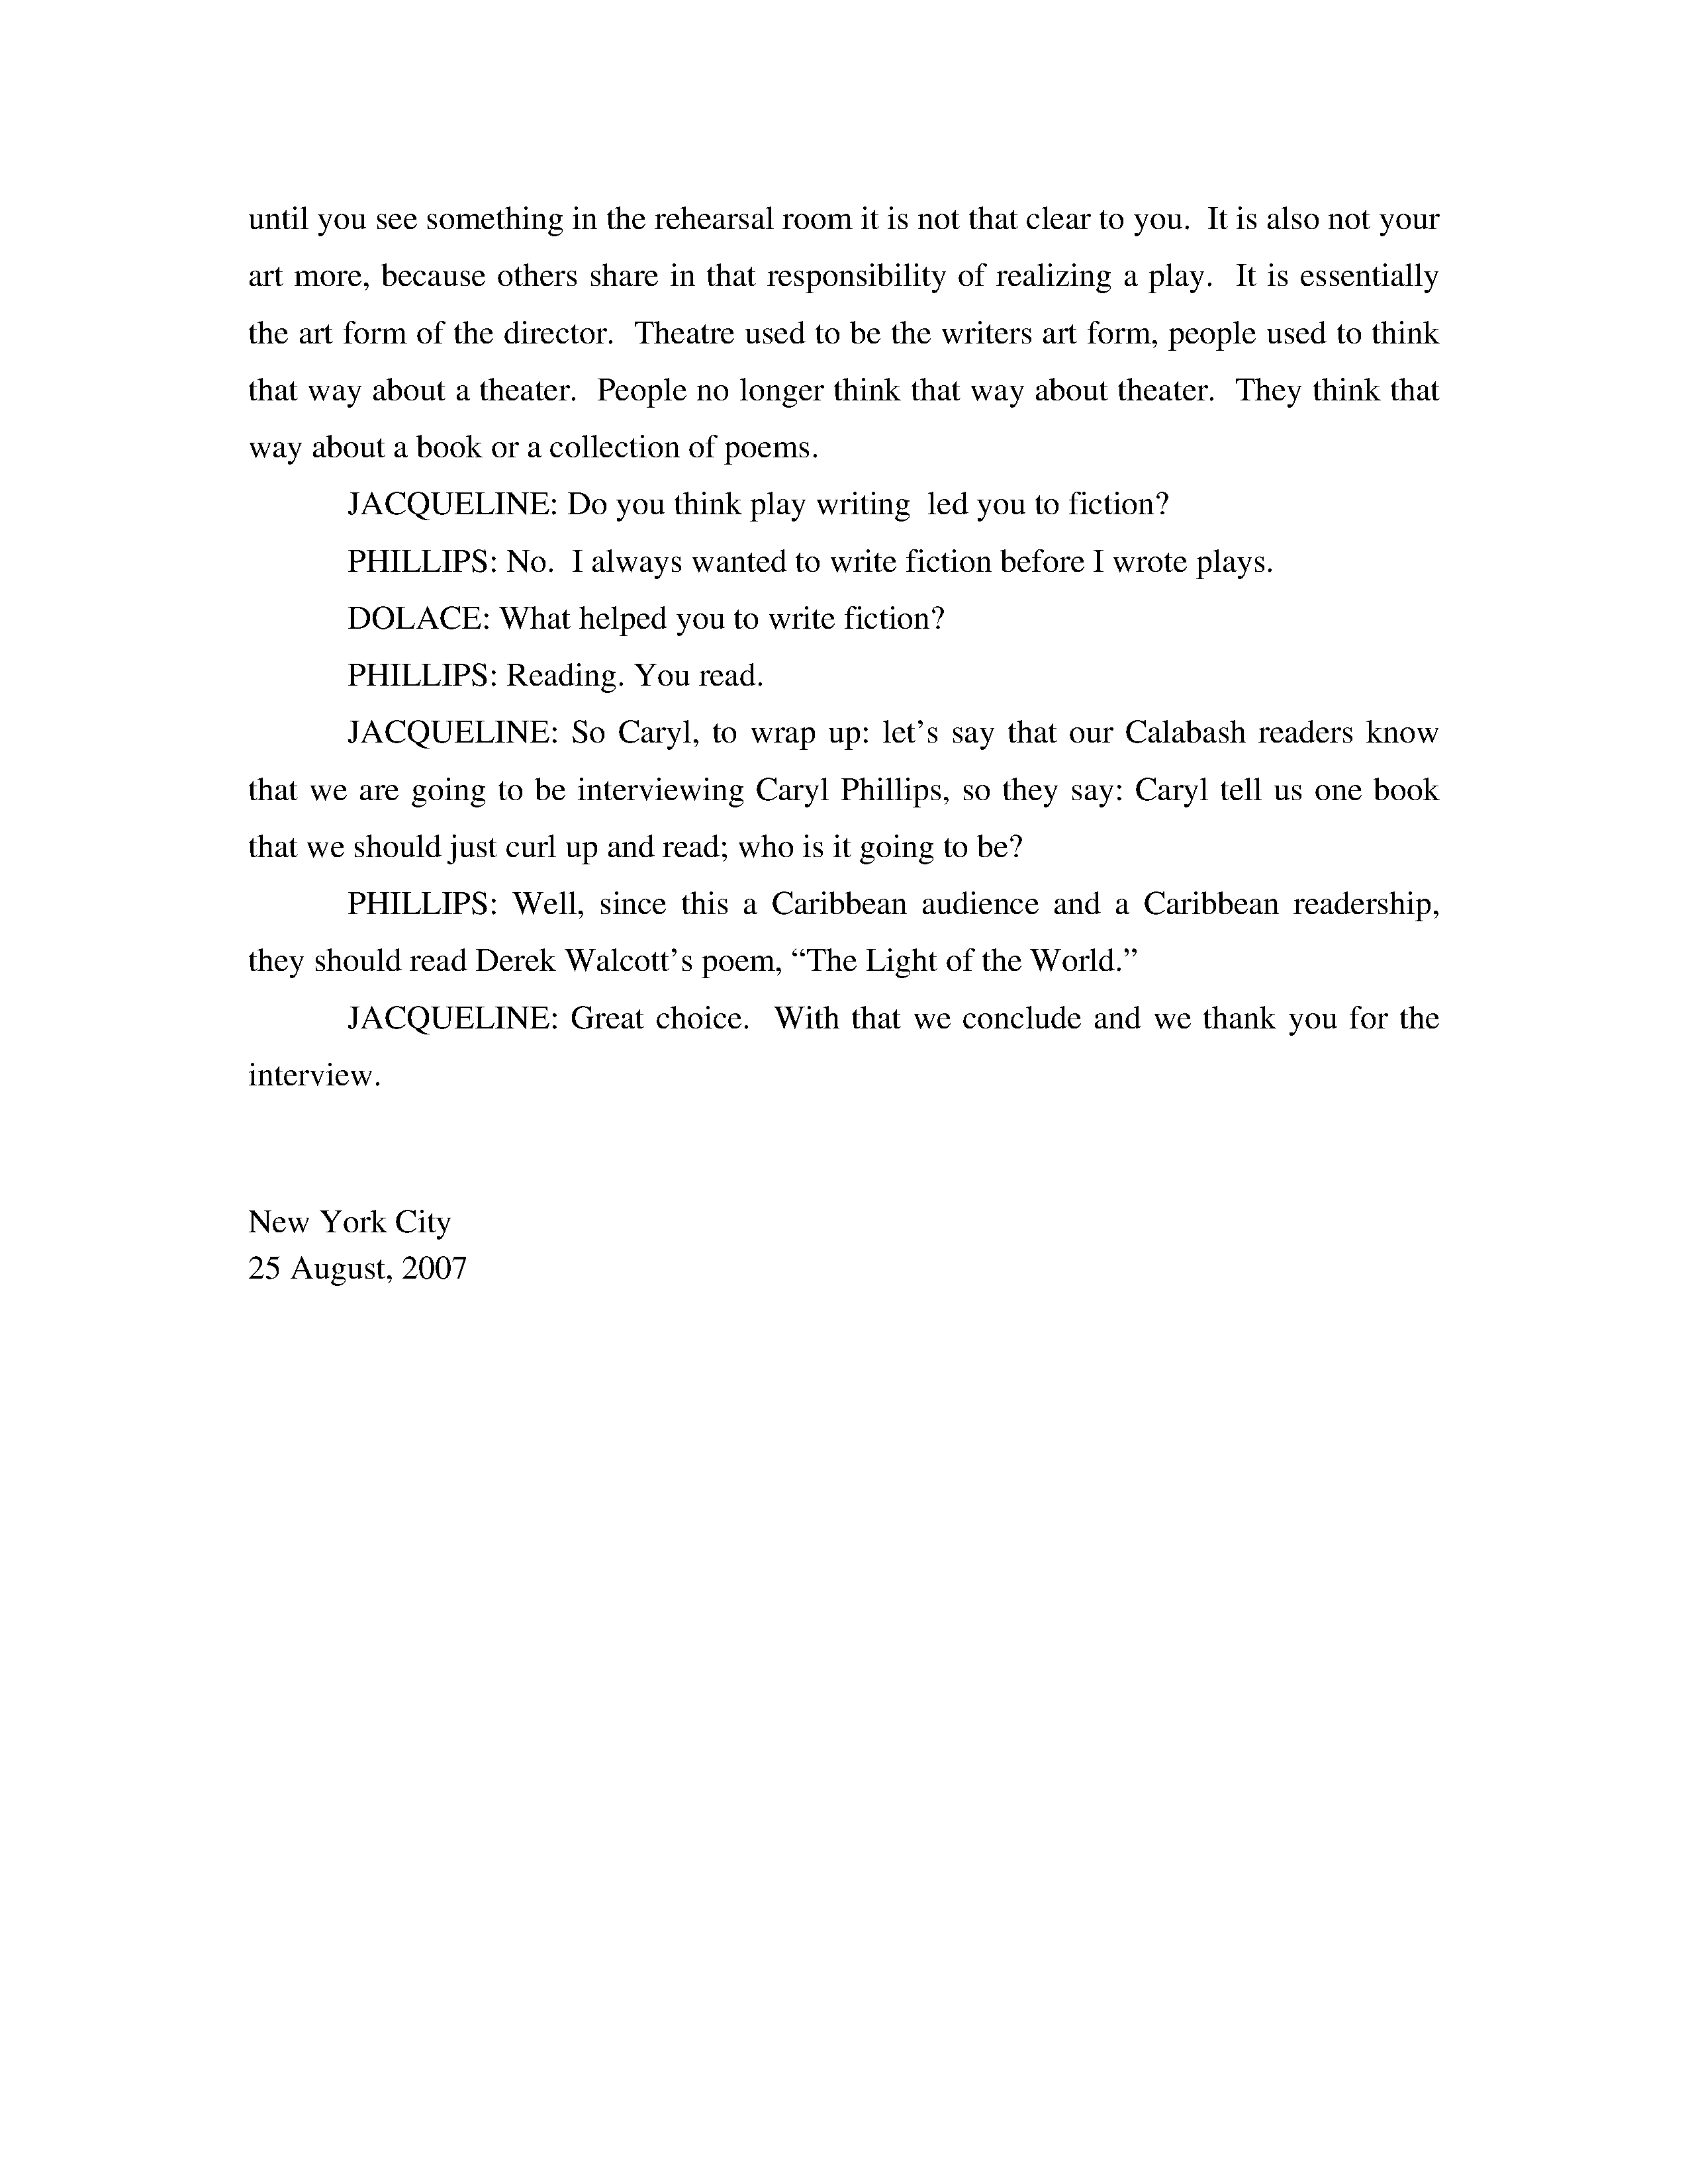 until you see something in the rehearsal room it is not that clear to you.  It is also not your
art more, because others share in that responsibility of realizing a play.  It is essentially
the art form of the director.  Theatre used to be the writers art form, people used to think
that way about a theater.  People no longer think that way about theater.  They think that
way about a book or a collection of poems.
JACQUELINE: Do you think play writing  led you to fiction?
PHILLIPS: No.  I always wanted to write fiction before I wrote plays.
DOLACE: What helped you to write fiction?
PHILLIPS: Reading. You read.
JACQUELINE: So Caryl, to wrap up: let’s say that our Calabash readers know
that we are going to be interviewing Caryl Phillips, so they say: Caryl tell us one book
that we should just curl up and read; who is it going to be?
PHILLIPS: Well, since this a Caribbean audience and a Caribbean readership,
they should read Derek Walcott’s poem, “The Light of the World.”
JACQUELINE: Great choice.  With that we conclude and we thank you for the
interview.
New York City
25 August, 2007